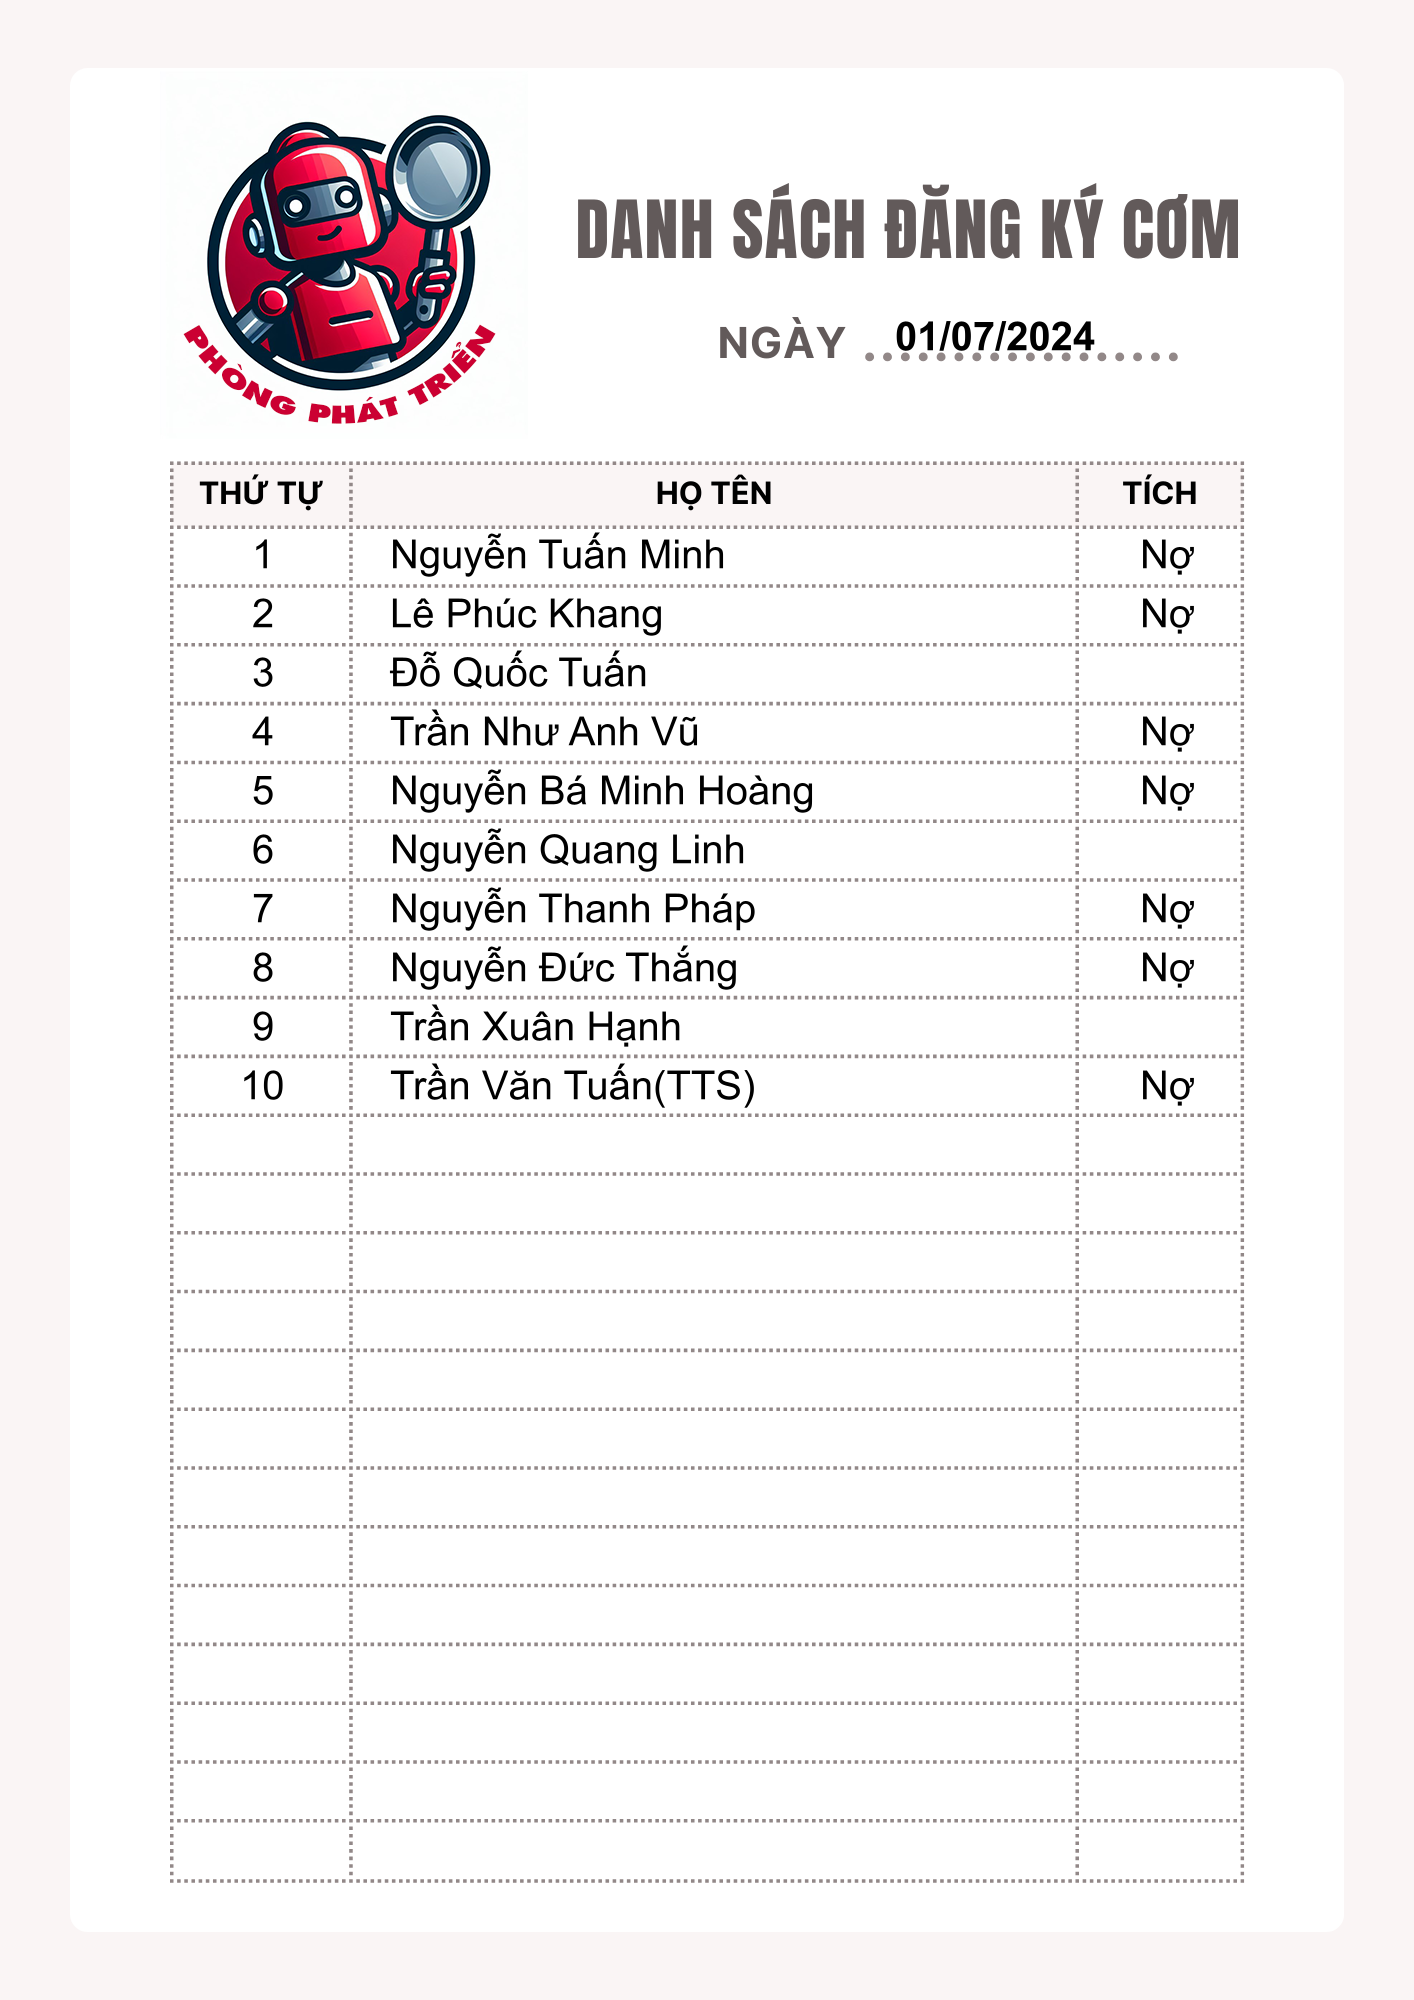 DANH SÁCH ĐĂNG KÝ CƠM
NGÀY 01/07/2024
PHÒNG PHÁT TRIỂN
THỨ TỰ HỌ TÊN TÍCH
1 Nguyễn Tuấn Minh Nợ
2 Lê Phúc Khang Nợ
3 Đỗ Quốc Tuấn
4 Trần Như Anh Vũ Nợ
5 Nguyễn Bá Minh Hoàng Nợ
6 Nguyễn Quang Linh
7 Nguyễn Thanh Pháp Nợ
8 Nguyễn Đức Thắng Nợ
9 Trần Xuân Hạnh
10 Trần Văn Tuấn(TTS) Nợ